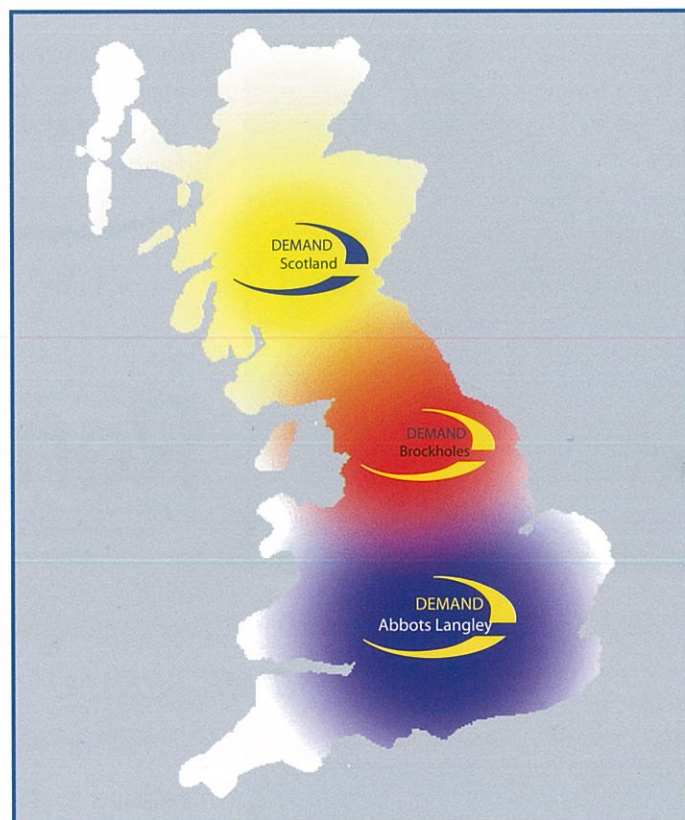 DEMAND
Scotland
DEMAND
Brockholes
DEMAND
Abbots Langley